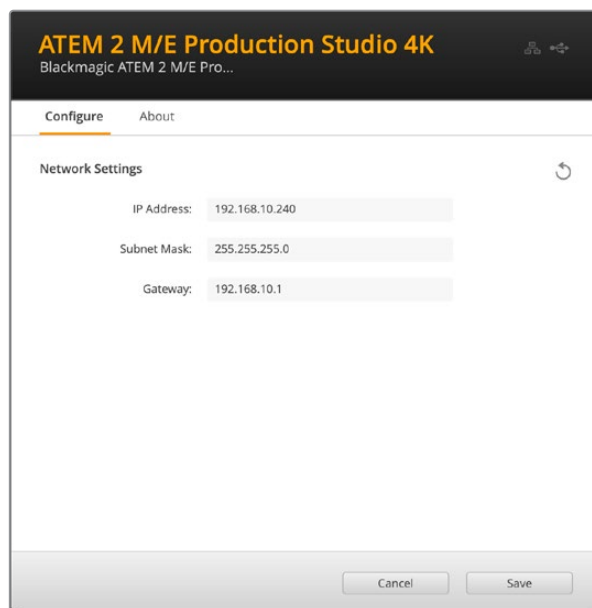 ATEM 2 M/E Production Studio 4K
Blackmagic ATEM 2 M/E Pro...
Configure About
Network Settings
IP Address: 192.168.10.240
Subnet Mask: 255.255.255.0
Gateway: 192.168.10.1
Cancel Save